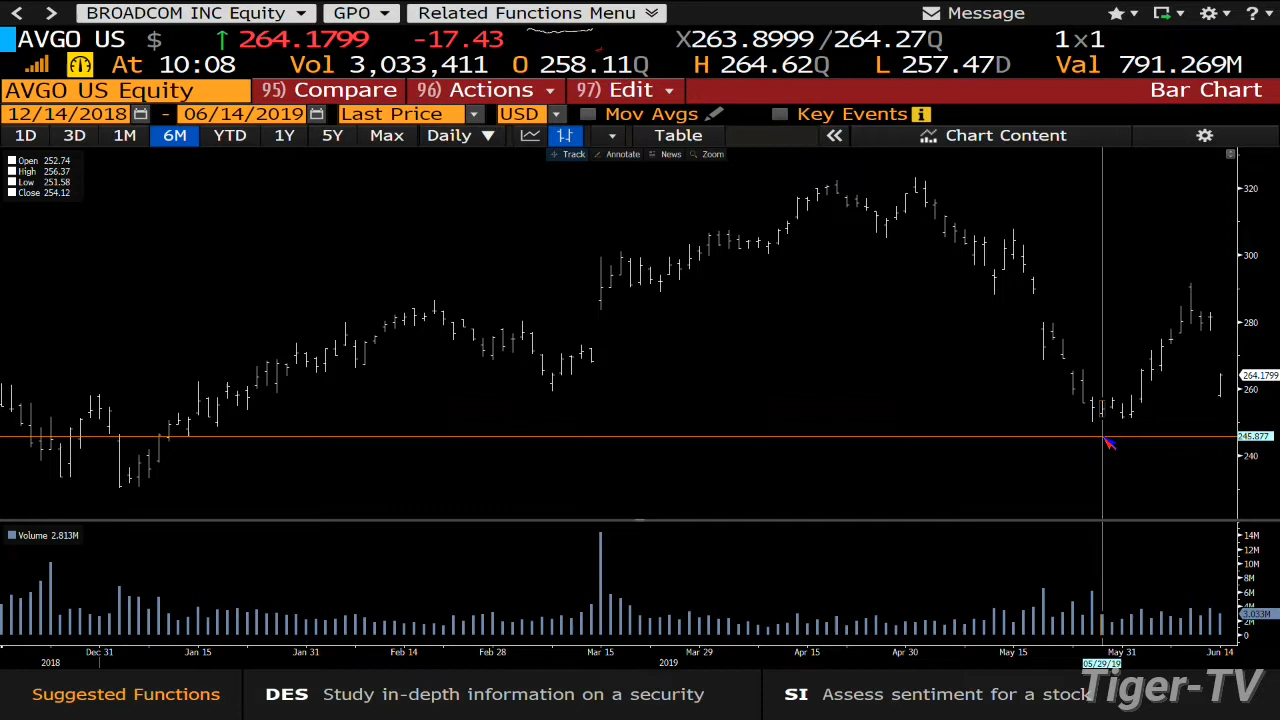 BROADCOM INC Equity GPO Related Functions Menu Message ?
AVGO US $ ↑ 264.1799 -17.43 X263.8999/264.27Q 1x1
At 10:08 Vol 3,033,411 O 258.11Q H 264.62Q L 257.47D Val 791.269M
AVGO US Equity 95) Compare 96) Actions 97) Edit Bar Chart
12/14/2018 - 06/14/2019 Last Price USD Mov Avgs Key Events i
1D 3D 1M 6M YTD 1Y 5Y Max Daily ▼ Table « Chart Content
Track Annotate News Zoom
Open 252.74
High 256.37
Low 251.58
Close 254.12
320
300
280
264.1799
260
245.877
240
Volume 2.813M
14M
12M
10M
8M
6M
4M
3.033M
2M
0
Dec 31 Jan 15 Jan 31 Feb 14 Feb 28 Mar 15 Mar 29 Apr 15 Apr 30 May 15 May 31 Jun 14
2018 2019 05/29/19
Suggested Functions DES Study in-depth information on a security SI Assess sentiment for a stock
Tiger-TV